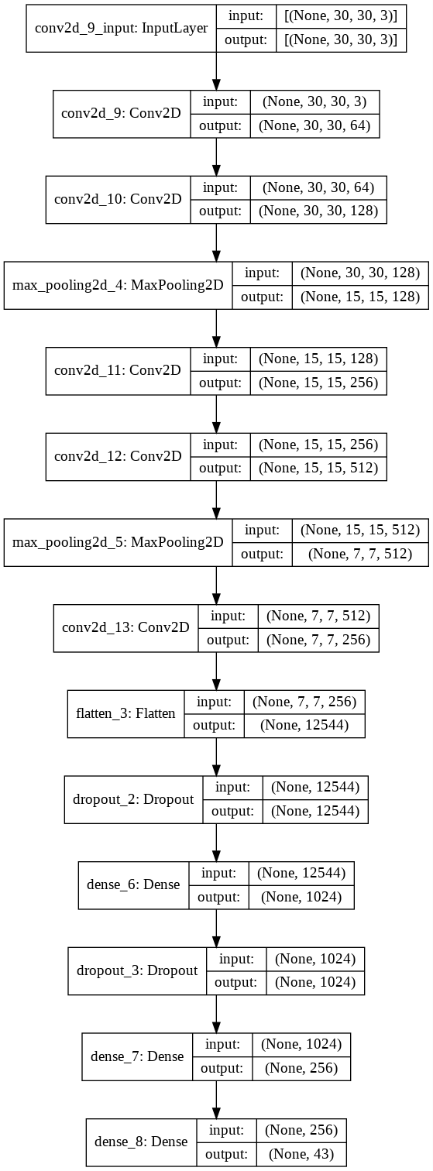 conv2d_9_input: InputLayer
input: [(None, 30, 30, 3)]
output: [(None, 30, 30, 3)]
conv2d_9: Conv2D
input: (None, 30, 30, 3)
output: (None, 30, 30, 64)
conv2d_10: Conv2D
input: (None, 30, 30, 64)
output: (None, 30, 30, 128)
max_pooling2d_4: MaxPooling2D
input: (None, 30, 30, 128)
output: (None, 15, 15, 128)
conv2d_11: Conv2D
input: (None, 15, 15, 128)
output: (None, 15, 15, 256)
conv2d_12: Conv2D
input: (None, 15, 15, 256)
output: (None, 15, 15, 512)
max_pooling2d_5: MaxPooling2D
input: (None, 15, 15, 512)
output: (None, 7, 7, 512)
conv2d_13: Conv2D
input: (None, 7, 7, 512)
output: (None, 7, 7, 256)
flatten_3: Flatten
input: (None, 7, 7, 256)
output: (None, 12544)
dropout_2: Dropout
input: (None, 12544)
output: (None, 12544)
dense_6: Dense
input: (None, 12544)
output: (None, 1024)
dropout_3: Dropout
input: (None, 1024)
output: (None, 1024)
dense_7: Dense
input: (None, 1024)
output: (None, 256)
dense_8: Dense
input: (None, 256)
output: (None, 43)